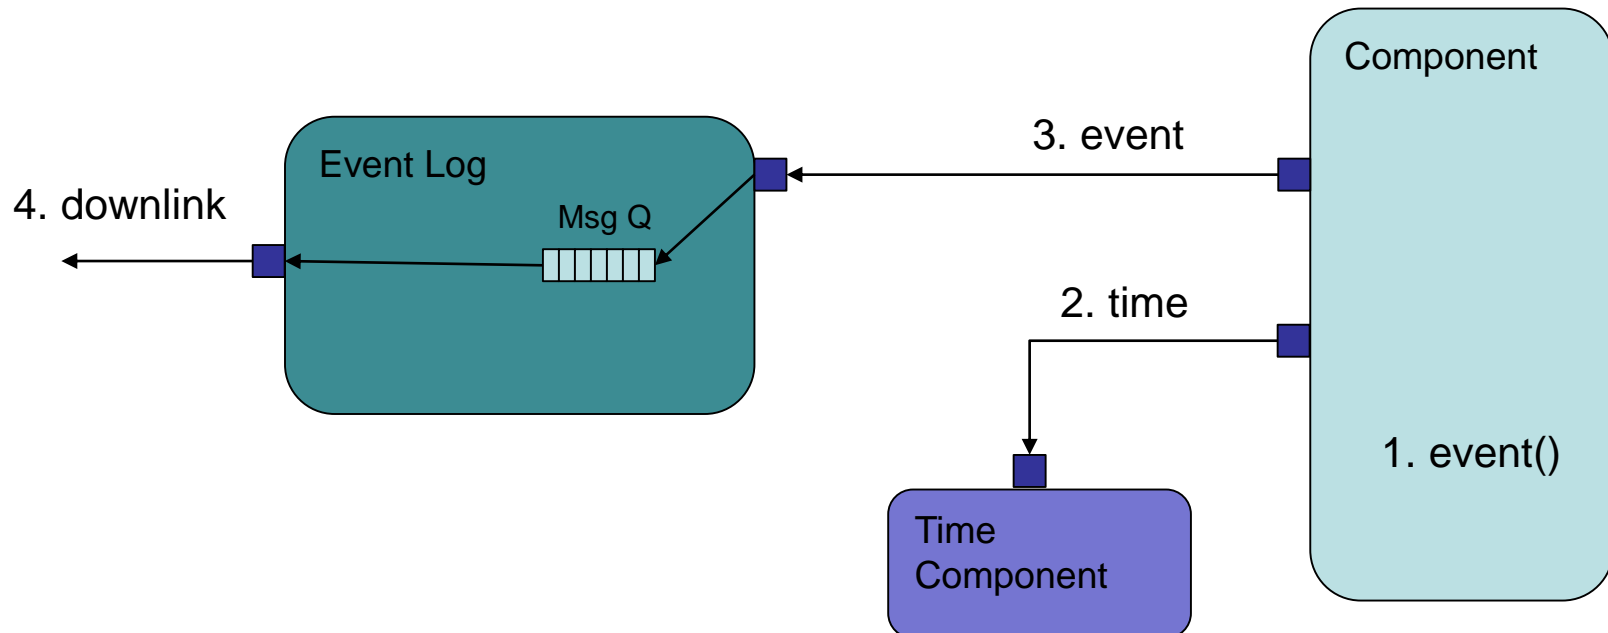 Component
3. event
Event Log
4. downlink
Msg Q
2. time
1. event()
Time
Component